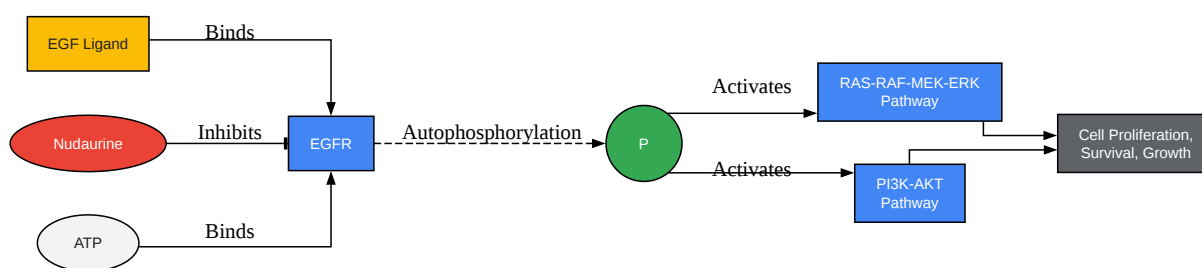 EGF Ligand
Binds
Nudaurine
Inhibits
EGFR
Autophosphorylation
P
ATP
Binds
Activates
RAS-RAF-MEK-ERK
Pathway
Activates
PI3K-AKT
Pathway
Cell Proliferation,
Survival, Growth